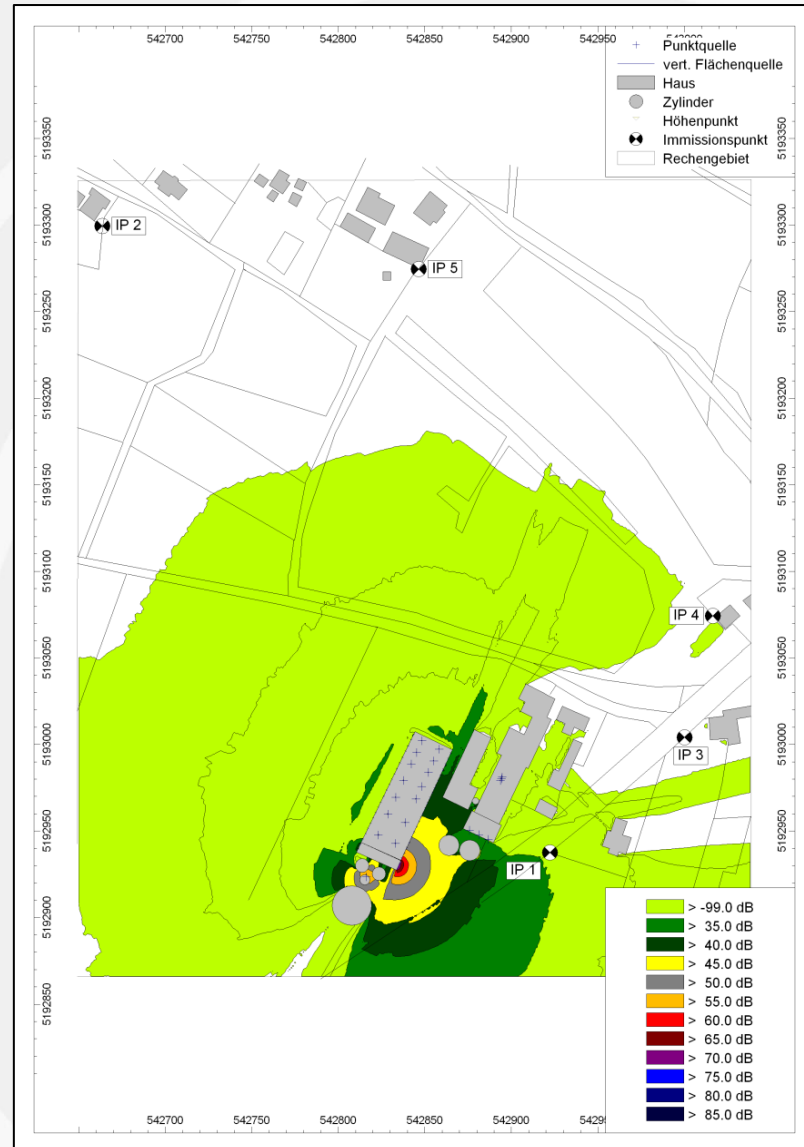 542700 542750 542800 542850 542900
Punktquelle
vert. Flächenquelle
Haus
Zylinder
Höhenpunkt
Immissionspunkt
Rechengebiet
5193350
5193300
5193250
5193200
5193150
5193100
5193050
5193000
5192950
5192900
5192850
5193300
5193250
5193200
5193150
5193100
5193050
5193000
5192950
IP 2
IP 5
IP 4
IP 3
IP 1
> -99.0 dB
> 35.0 dB
> 40.0 dB
> 45.0 dB
> 50.0 dB
> 55.0 dB
> 60.0 dB
> 65.0 dB
> 70.0 dB
> 75.0 dB
> 80.0 dB
> 85.0 dB
542700 542750 542800 542850 542900